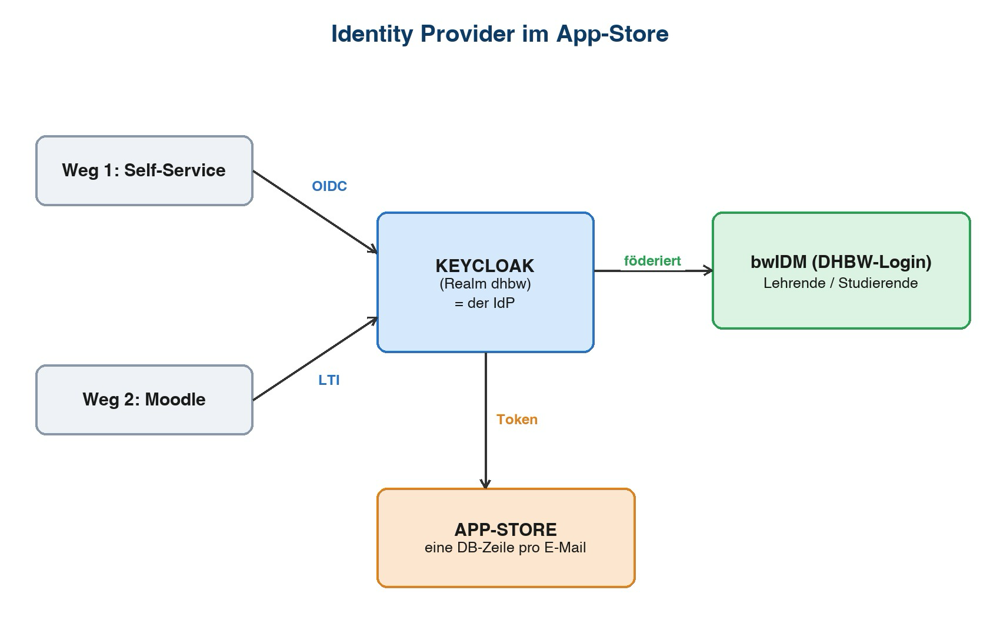 Identity Provider im App-Store
Weg 1: Self-Service
OIDC
KEYCLOAK
(Realm dhbw)
= der IdP
föderiert
bwIDM (DHBW-Login)
Lehrende / Studierende
LTI
Weg 2: Moodle
Token
APP-STORE
eine DB-Zeile pro E-Mail